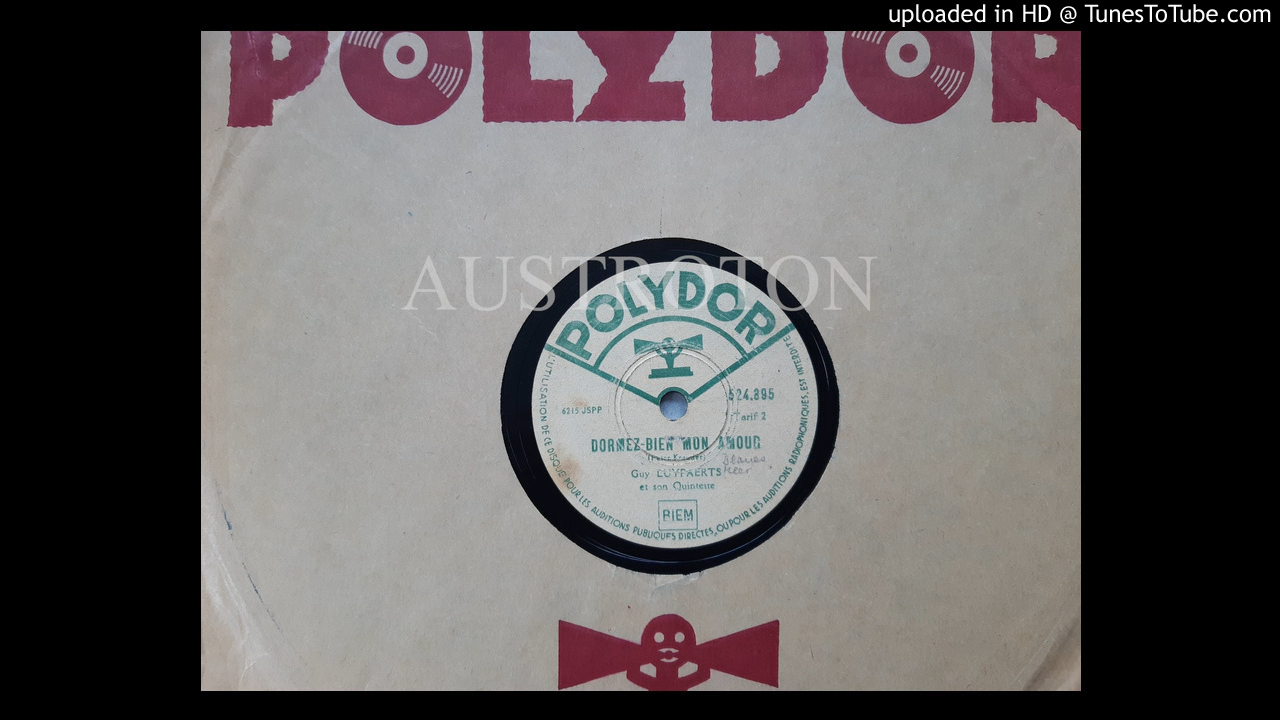 uploaded in HD @ TunesToTube.com
POLYDOR
AUSTROTON
POLYDOR
6215 JSPP
524.895
Tarif 2
DORMEZ-BIEN MON AMOUR
Guy LUYPAERTS
et son Quintette
BIEM
L'UTILISATION DE CE DISQUE POUR LES AUDITIONS PUBLIQUES DIRECTES, OU POUR LES AUDITIONS RADIOPHONIQUES, EST INTERDITE